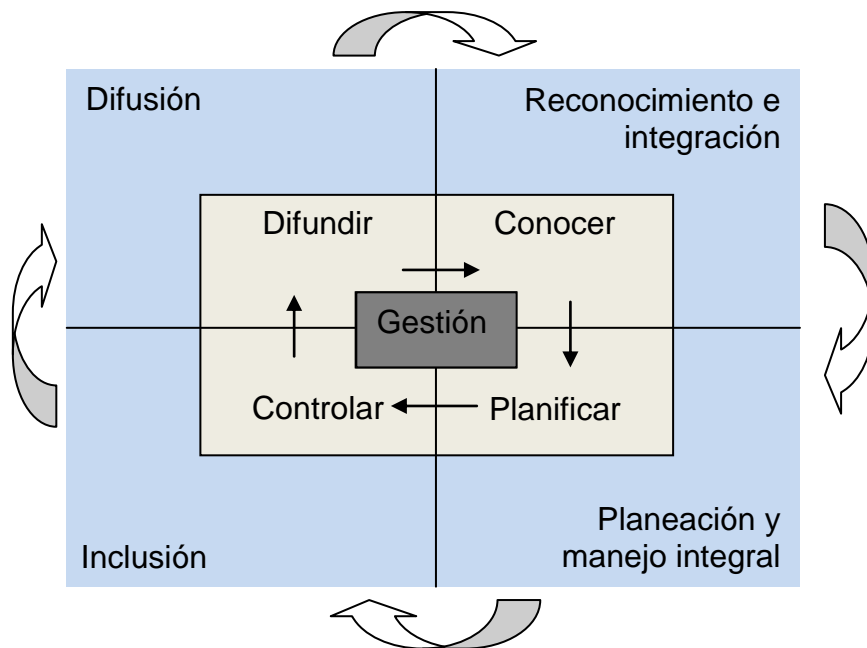 Difusión
Reconocimiento e
integración
Difundir
Conocer
Gestión
Controlar
Planificar
Inclusión
Planeación y
manejo integral